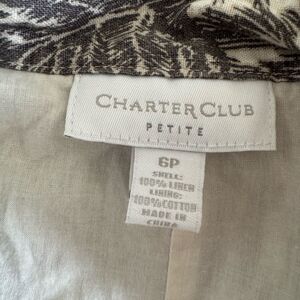 CHARTER CLUB
PETITE
6P
SHELL:
100% LINEN
LINING:
100% COTTON
MADE IN
CHINA